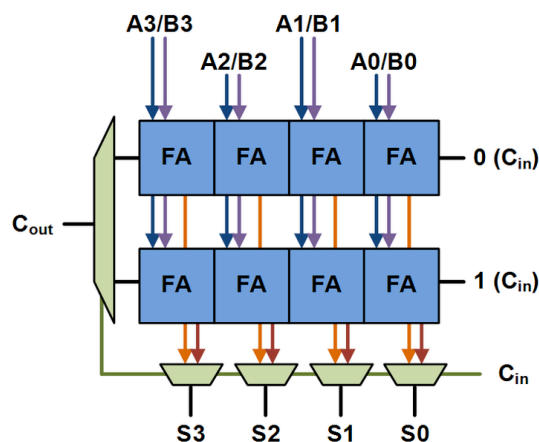 A3/B3 A1/B1
A2/B2 A0/B0
FA FA FA FA 0 (Cin)
Cout
FA FA FA FA 1 (Cin)
Cin
S3 S2 S1 S0